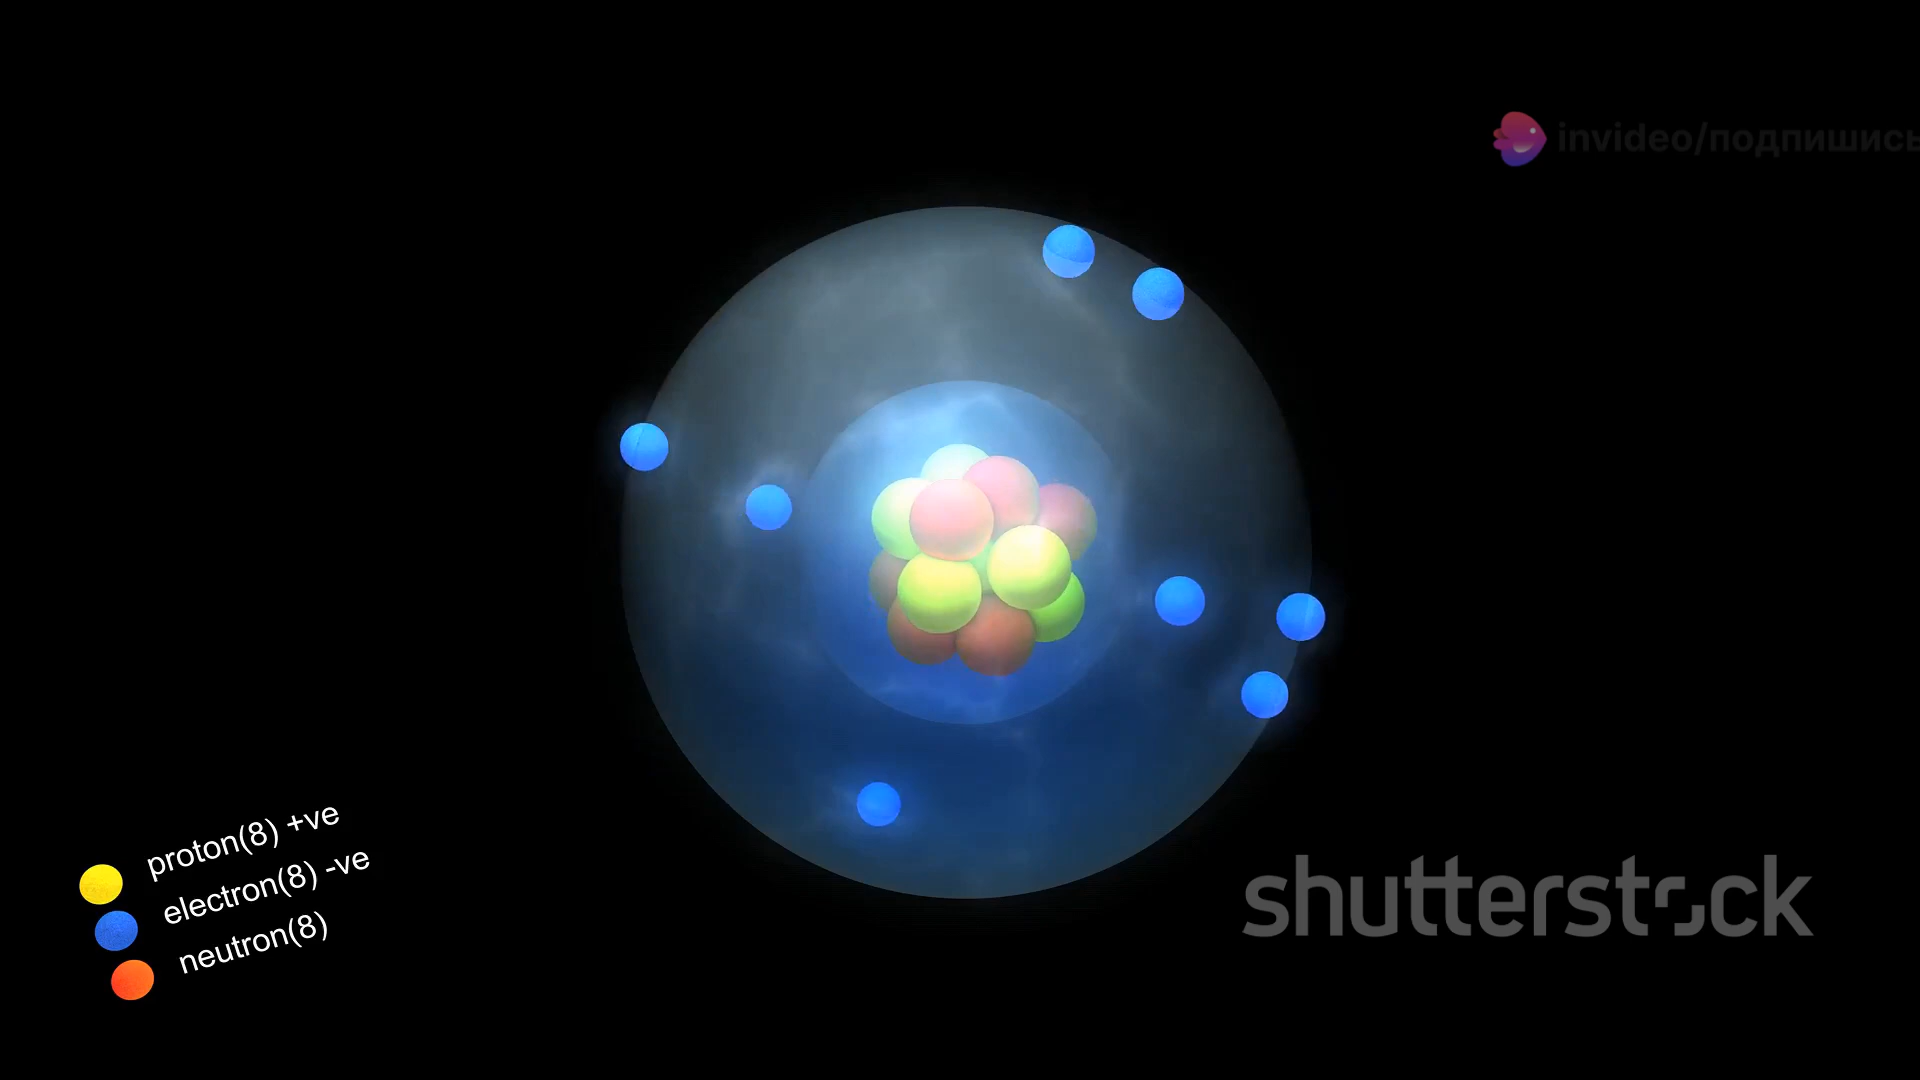 invideo/подпишись
proton(8) +ve
electron(8) -ve
neutron(8)
shutterstock